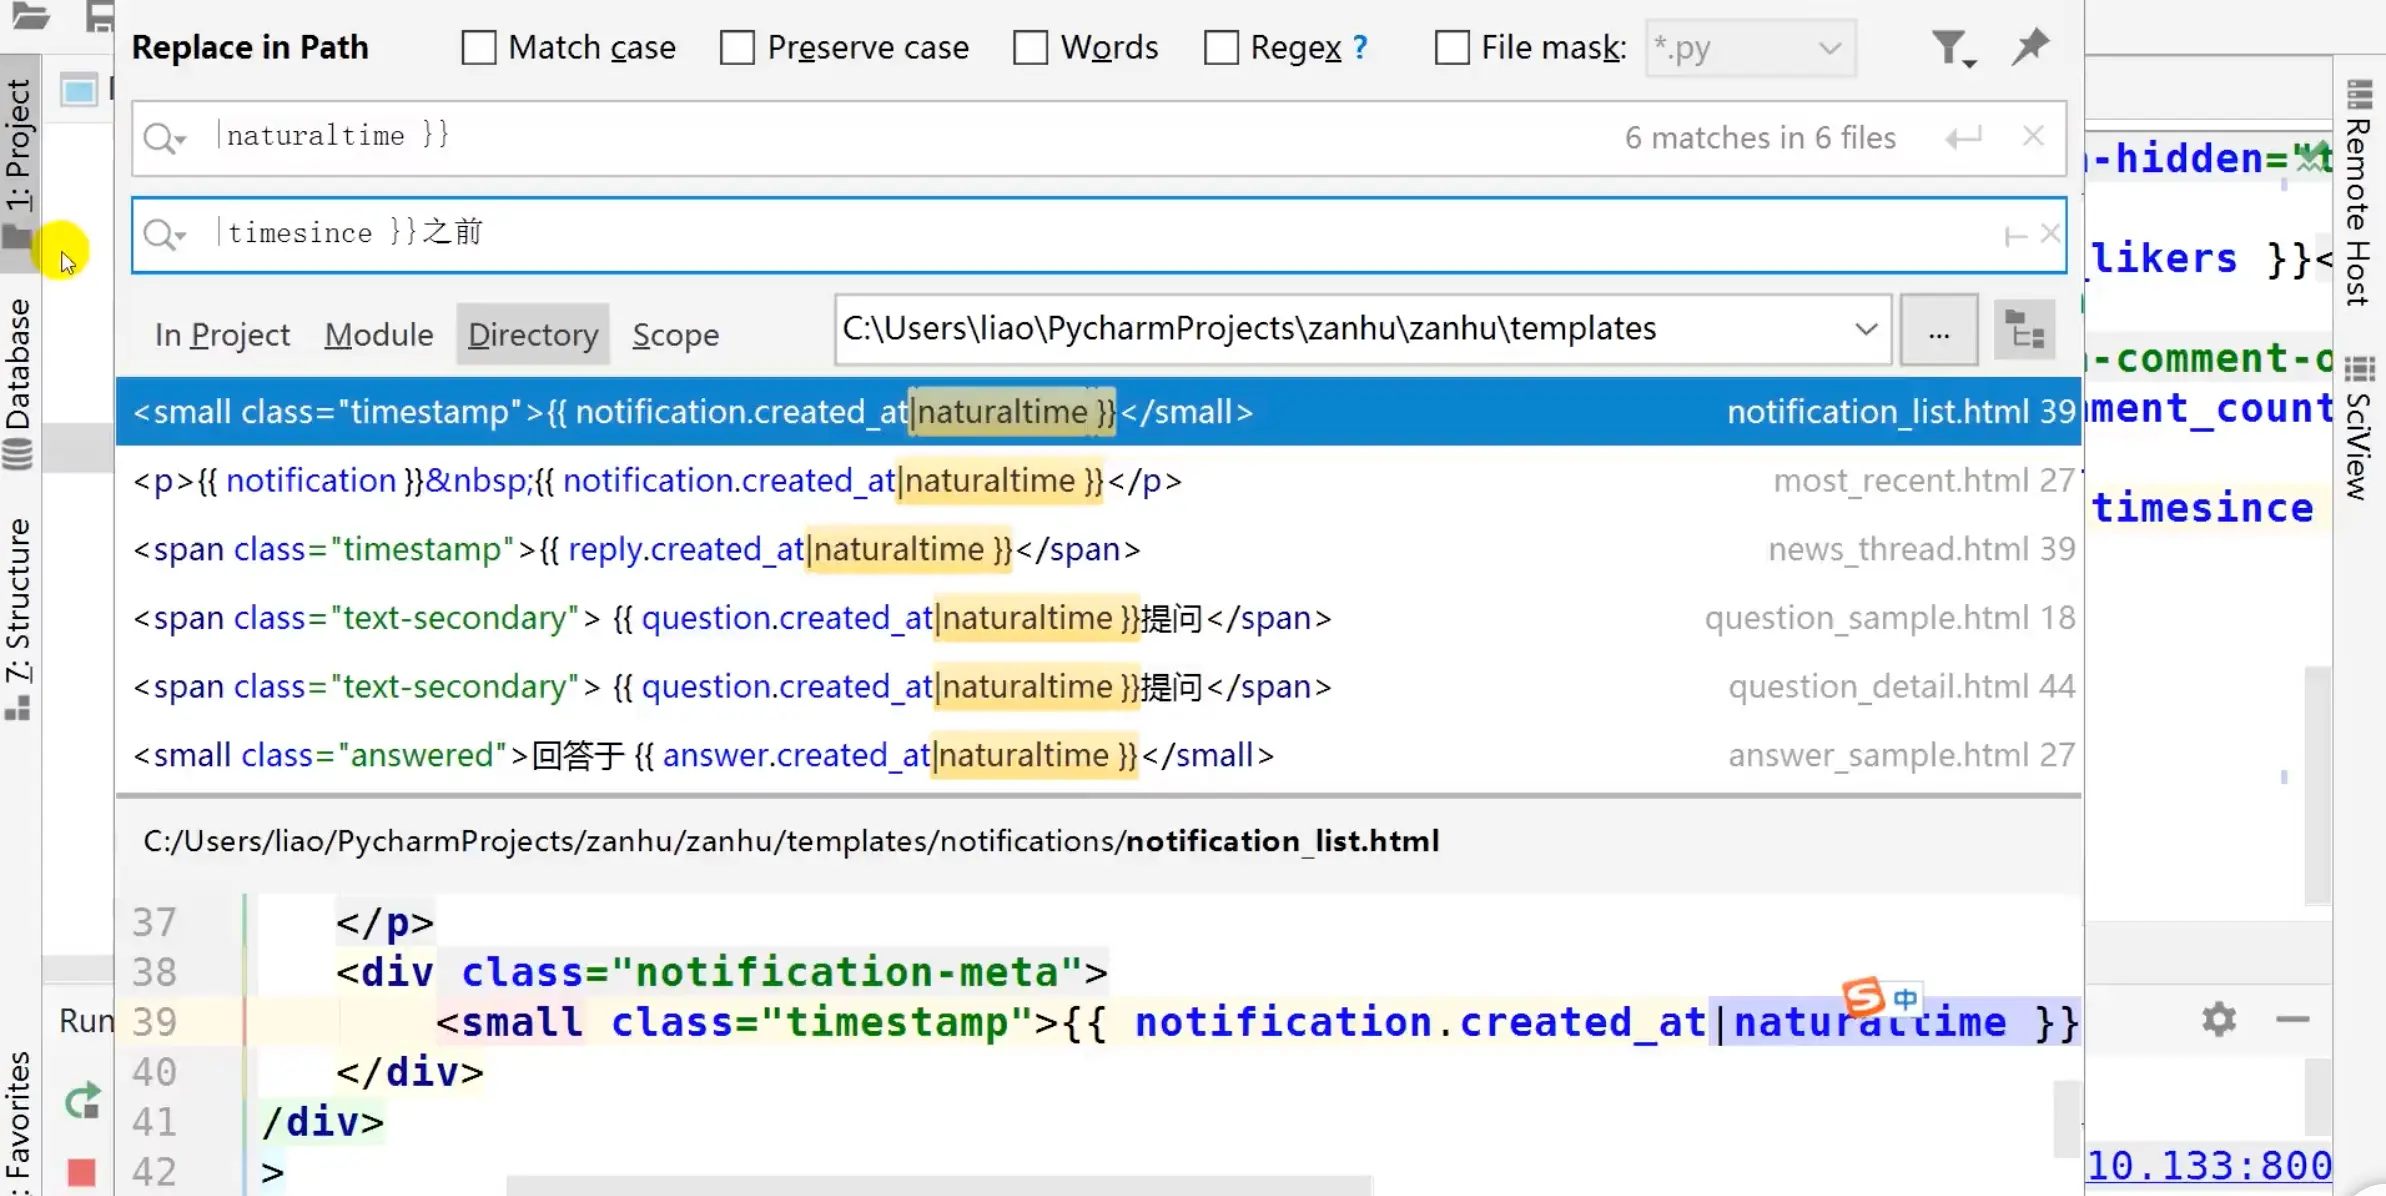 Replace in Path
Match case
Preserve case
Words
Regex ?
File mask:
*.py
|naturaltime }}
6 matches in 6 files
|timesince }}之前
In Project
Module
Directory
Scope
C:\Users\liao\PycharmProjects\zanhu\zanhu\templates
...
<small class="timestamp">{{ notification.created_at|naturaltime }}</small>
notification_list.html 39
<p>{{ notification }}&nbsp;{{ notification.created_at|naturaltime }}</p>
most_recent.html 27
<span class="timestamp">{{ reply.created_at|naturaltime }}</span>
news_thread.html 39
<span class="text-secondary"> {{ question.created_at|naturaltime }}提问</span>
question_sample.html 18
<span class="text-secondary"> {{ question.created_at|naturaltime }}提问</span>
question_detail.html 44
<small class="answered">回答于 {{ answer.created_at|naturaltime }}</small>
answer_sample.html 27
C:/Users/liao/PycharmProjects/zanhu/zanhu/templates/notifications/notification_list.html
37 </p>
38 <div class="notification-meta">
39 <small class="timestamp">{{ notification.created_at|naturaltime }}
40 </div>
41 /div>
42 >
中
1: Project
Database
7: Structure
: Favorites
Run
-hidden="
likers }}<
-comment-
ment_count
timesince
10.133:800
Remote Host
SciView